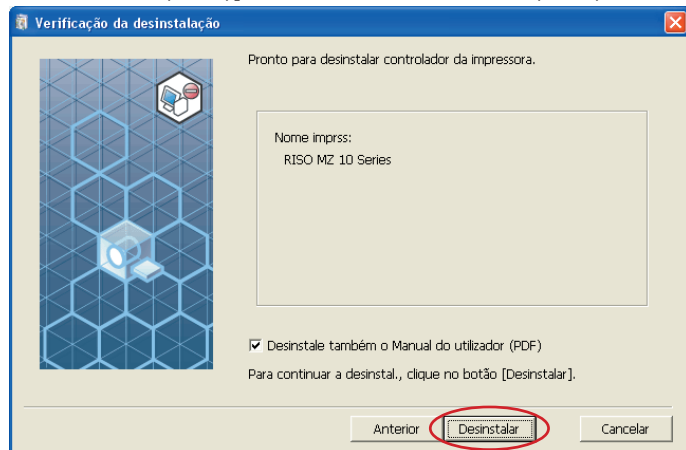 Verificação da desinstalação
Pronto para desinstalar controlador da impressora.
Nome imprss:
RISO MZ 10 Series
Desinstale também o Manual do utilizador (PDF)
Para continuar a desinstal., clique no botão [Desinstalar].
Anterior Desinstalar Cancelar